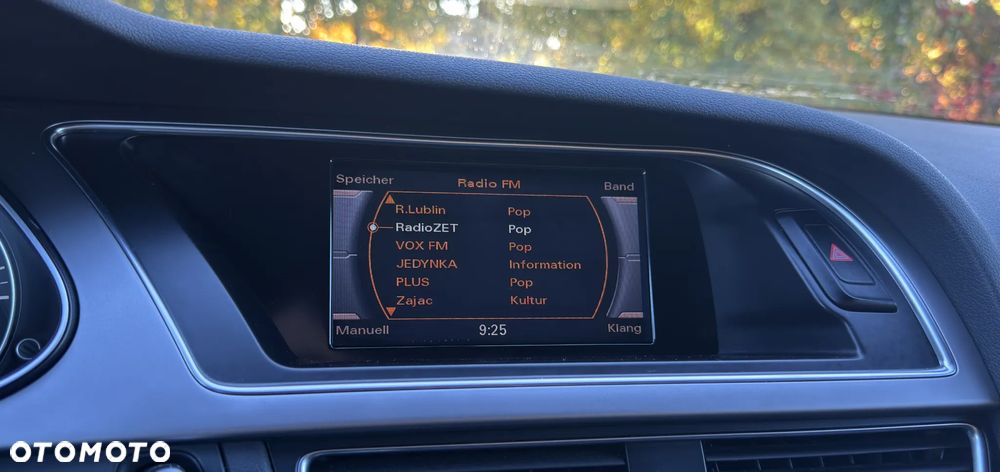 Speicher Radio FM Band
R.Lublin Pop
RadioZET Pop
VOX FM Pop
JEDYNKA Information
PLUS Pop
Zajac Kultur
Manuell 9:25 Klang
OTOMOTO